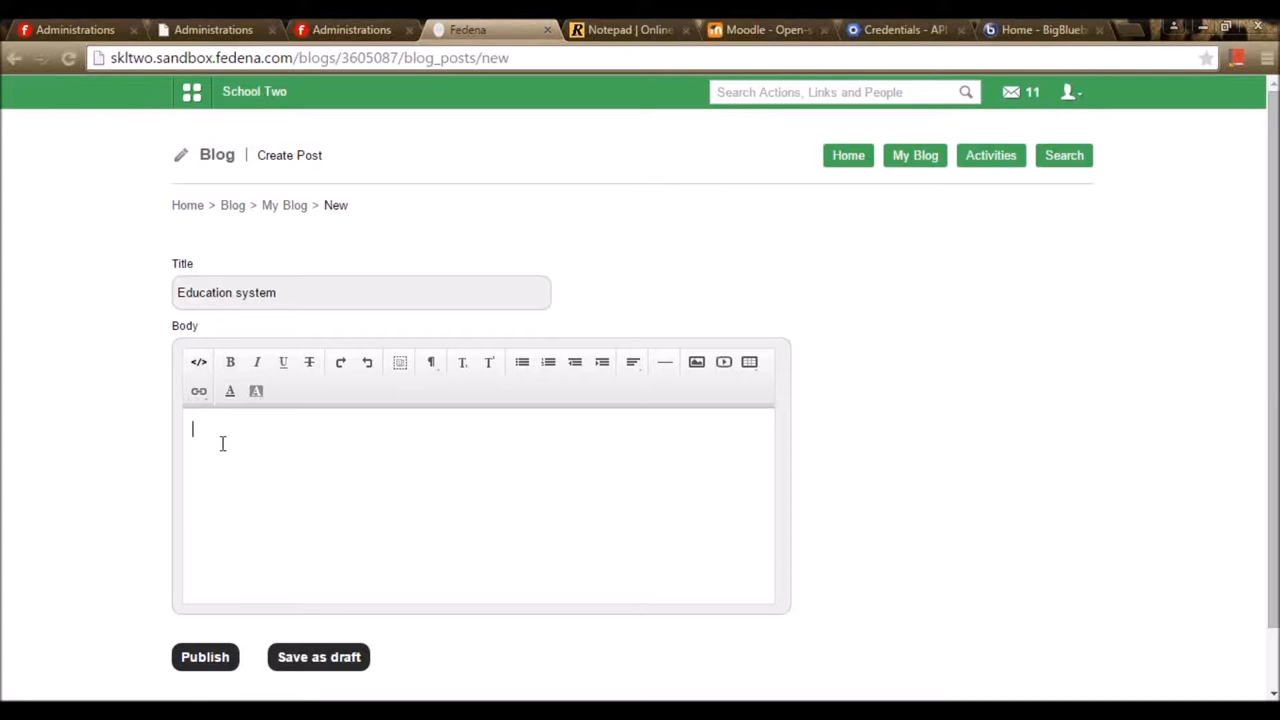 Administrations
Administrations
Administrations
Fedena
Notepad | Online
Moodle - Open-s
Credentials - API
Home - BigBlueb
skltwo.sandbox.fedena.com/blogs/3605087/blog_posts/new
School Two
Search Actions, Links and People
11
Blog | Create Post
Home
My Blog
Activities
Search
Home > Blog > My Blog > New
Title
Education system
Body
Publish
Save as draft